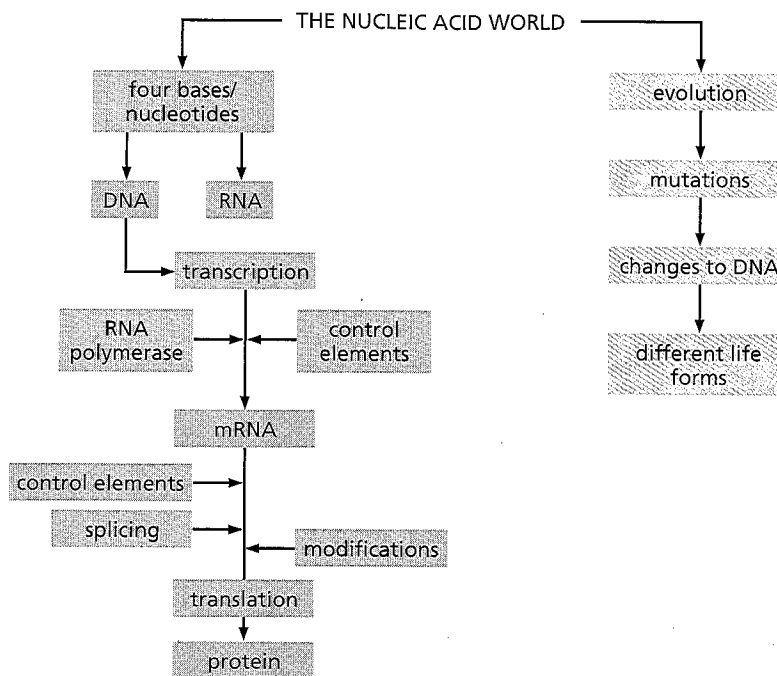 THE NUCLEIC ACID WORLD
four bases/
nucleotides
DNA
RNA
transcription
RNA
polymerase
control
elements
mRNA
control elements
splicing
modifications
translation
protein
evolution
mutations
changes to DNA
different life
forms